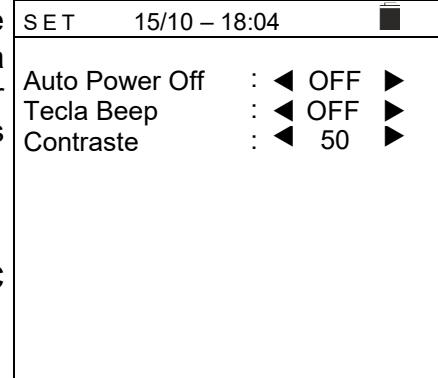 SET 15/10 – 18:04
Auto Power Off : ◀ OFF ▶
Tecla Beep : ◀ OFF ▶
Contraste : ◀ 50 ▶